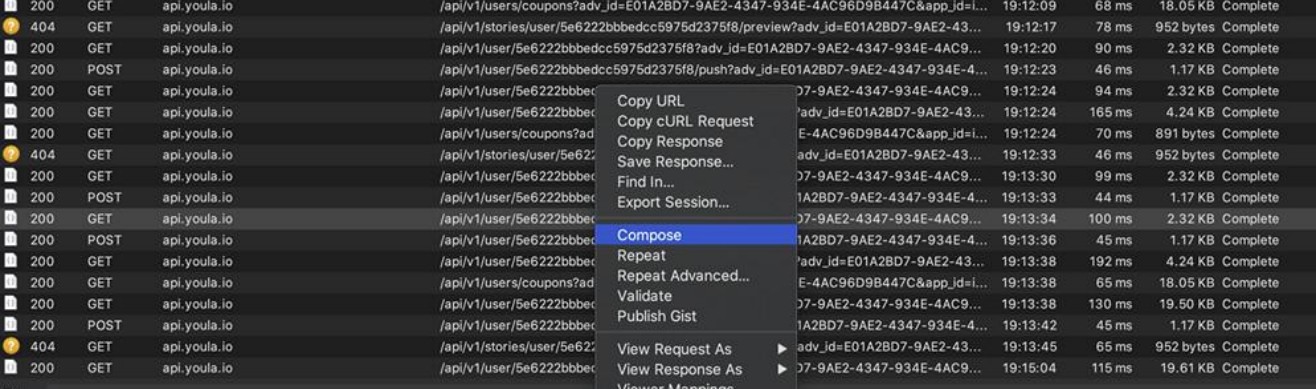 200 GET api.youla.io /api/v1/users/coupons?adv_id=E01A2BD7-9AE2-4347-934E-4AC96D9B447C&app_id=i... 19:12:09 68 ms 18.05 KB Complete
404 GET api.youla.io /api/v1/stories/user/5e6222bbbedcc5975d2375f8/preview?adv_id=E01A2BD7-9AE2-43... 19:12:17 78 ms 952 bytes Complete
200 GET api.youla.io /api/v1/user/5e6222bbbedcc5975d2375f8?adv_id=E01A2BD7-9AE2-4347-934E-4AC9... 19:12:20 90 ms 2.32 KB Complete
200 POST api.youla.io /api/v1/user/5e6222bbbedcc5975d2375f8/push?adv_id=E01A2BD7-9AE2-4347-934E-4... 19:12:23 46 ms 1.17 KB Complete
200 GET api.youla.io /api/v1/user/5e6222bbbec D7-9AE2-4347-934E-4AC9... 19:12:24 94 ms 2.32 KB Complete
200 GET api.youla.io /api/v1/user/5e6222bbbec ?adv_id=E01A2BD7-9AE2-43... 19:12:24 165 ms 4.24 KB Complete
200 GET api.youla.io /api/v1/users/coupons?ad E-4AC96D9B447C&app_id=i... 19:12:24 70 ms 891 bytes Complete
404 GET api.youla.io /api/v1/stories/user/5e622 adv_id=E01A2BD7-9AE2-43... 19:12:33 46 ms 952 bytes Complete
200 GET api.youla.io /api/v1/user/5e6222bbbec D7-9AE2-4347-934E-4AC9... 19:13:30 99 ms 2.32 KB Complete
200 POST api.youla.io /api/v1/user/5e6222bbbec 1A2BD7-9AE2-4347-934E-4... 19:13:33 44 ms 1.17 KB Complete
200 GET api.youla.io /api/v1/user/5e6222bbbec D7-9AE2-4347-934E-4AC9... 19:13:34 100 ms 2.32 KB Complete
200 POST api.youla.io /api/v1/user/5e6222bbbec 1A2BD7-9AE2-4347-934E-4... 19:13:36 45 ms 1.17 KB Complete
200 GET api.youla.io /api/v1/user/5e6222bbbec ?adv_id=E01A2BD7-9AE2-43... 19:13:38 192 ms 4.24 KB Complete
200 GET api.youla.io /api/v1/users/coupons?ad E-4AC96D9B447C&app_id=i... 19:13:38 65 ms 18.05 KB Complete
200 GET api.youla.io /api/v1/user/5e6222bbbec D7-9AE2-4347-934E-4AC9... 19:13:38 130 ms 19.50 KB Complete
200 POST api.youla.io /api/v1/user/5e6222bbbec 1A2BD7-9AE2-4347-934E-4... 19:13:42 45 ms 1.17 KB Complete
404 GET api.youla.io /api/v1/stories/user/5e622 adv_id=E01A2BD7-9AE2-43... 19:13:45 65 ms 952 bytes Complete
200 GET api.youla.io /api/v1/user/5e6222bbbec D7-9AE2-4347-934E-4AC9... 19:15:04 115 ms 19.61 KB Complete
Copy URL
Copy cURL Request
Copy Response
Save Response...
Find In...
Export Session...
Compose
Repeat
Repeat Advanced...
Validate
Publish Gist
View Request As
View Response As
Viewer Mappings